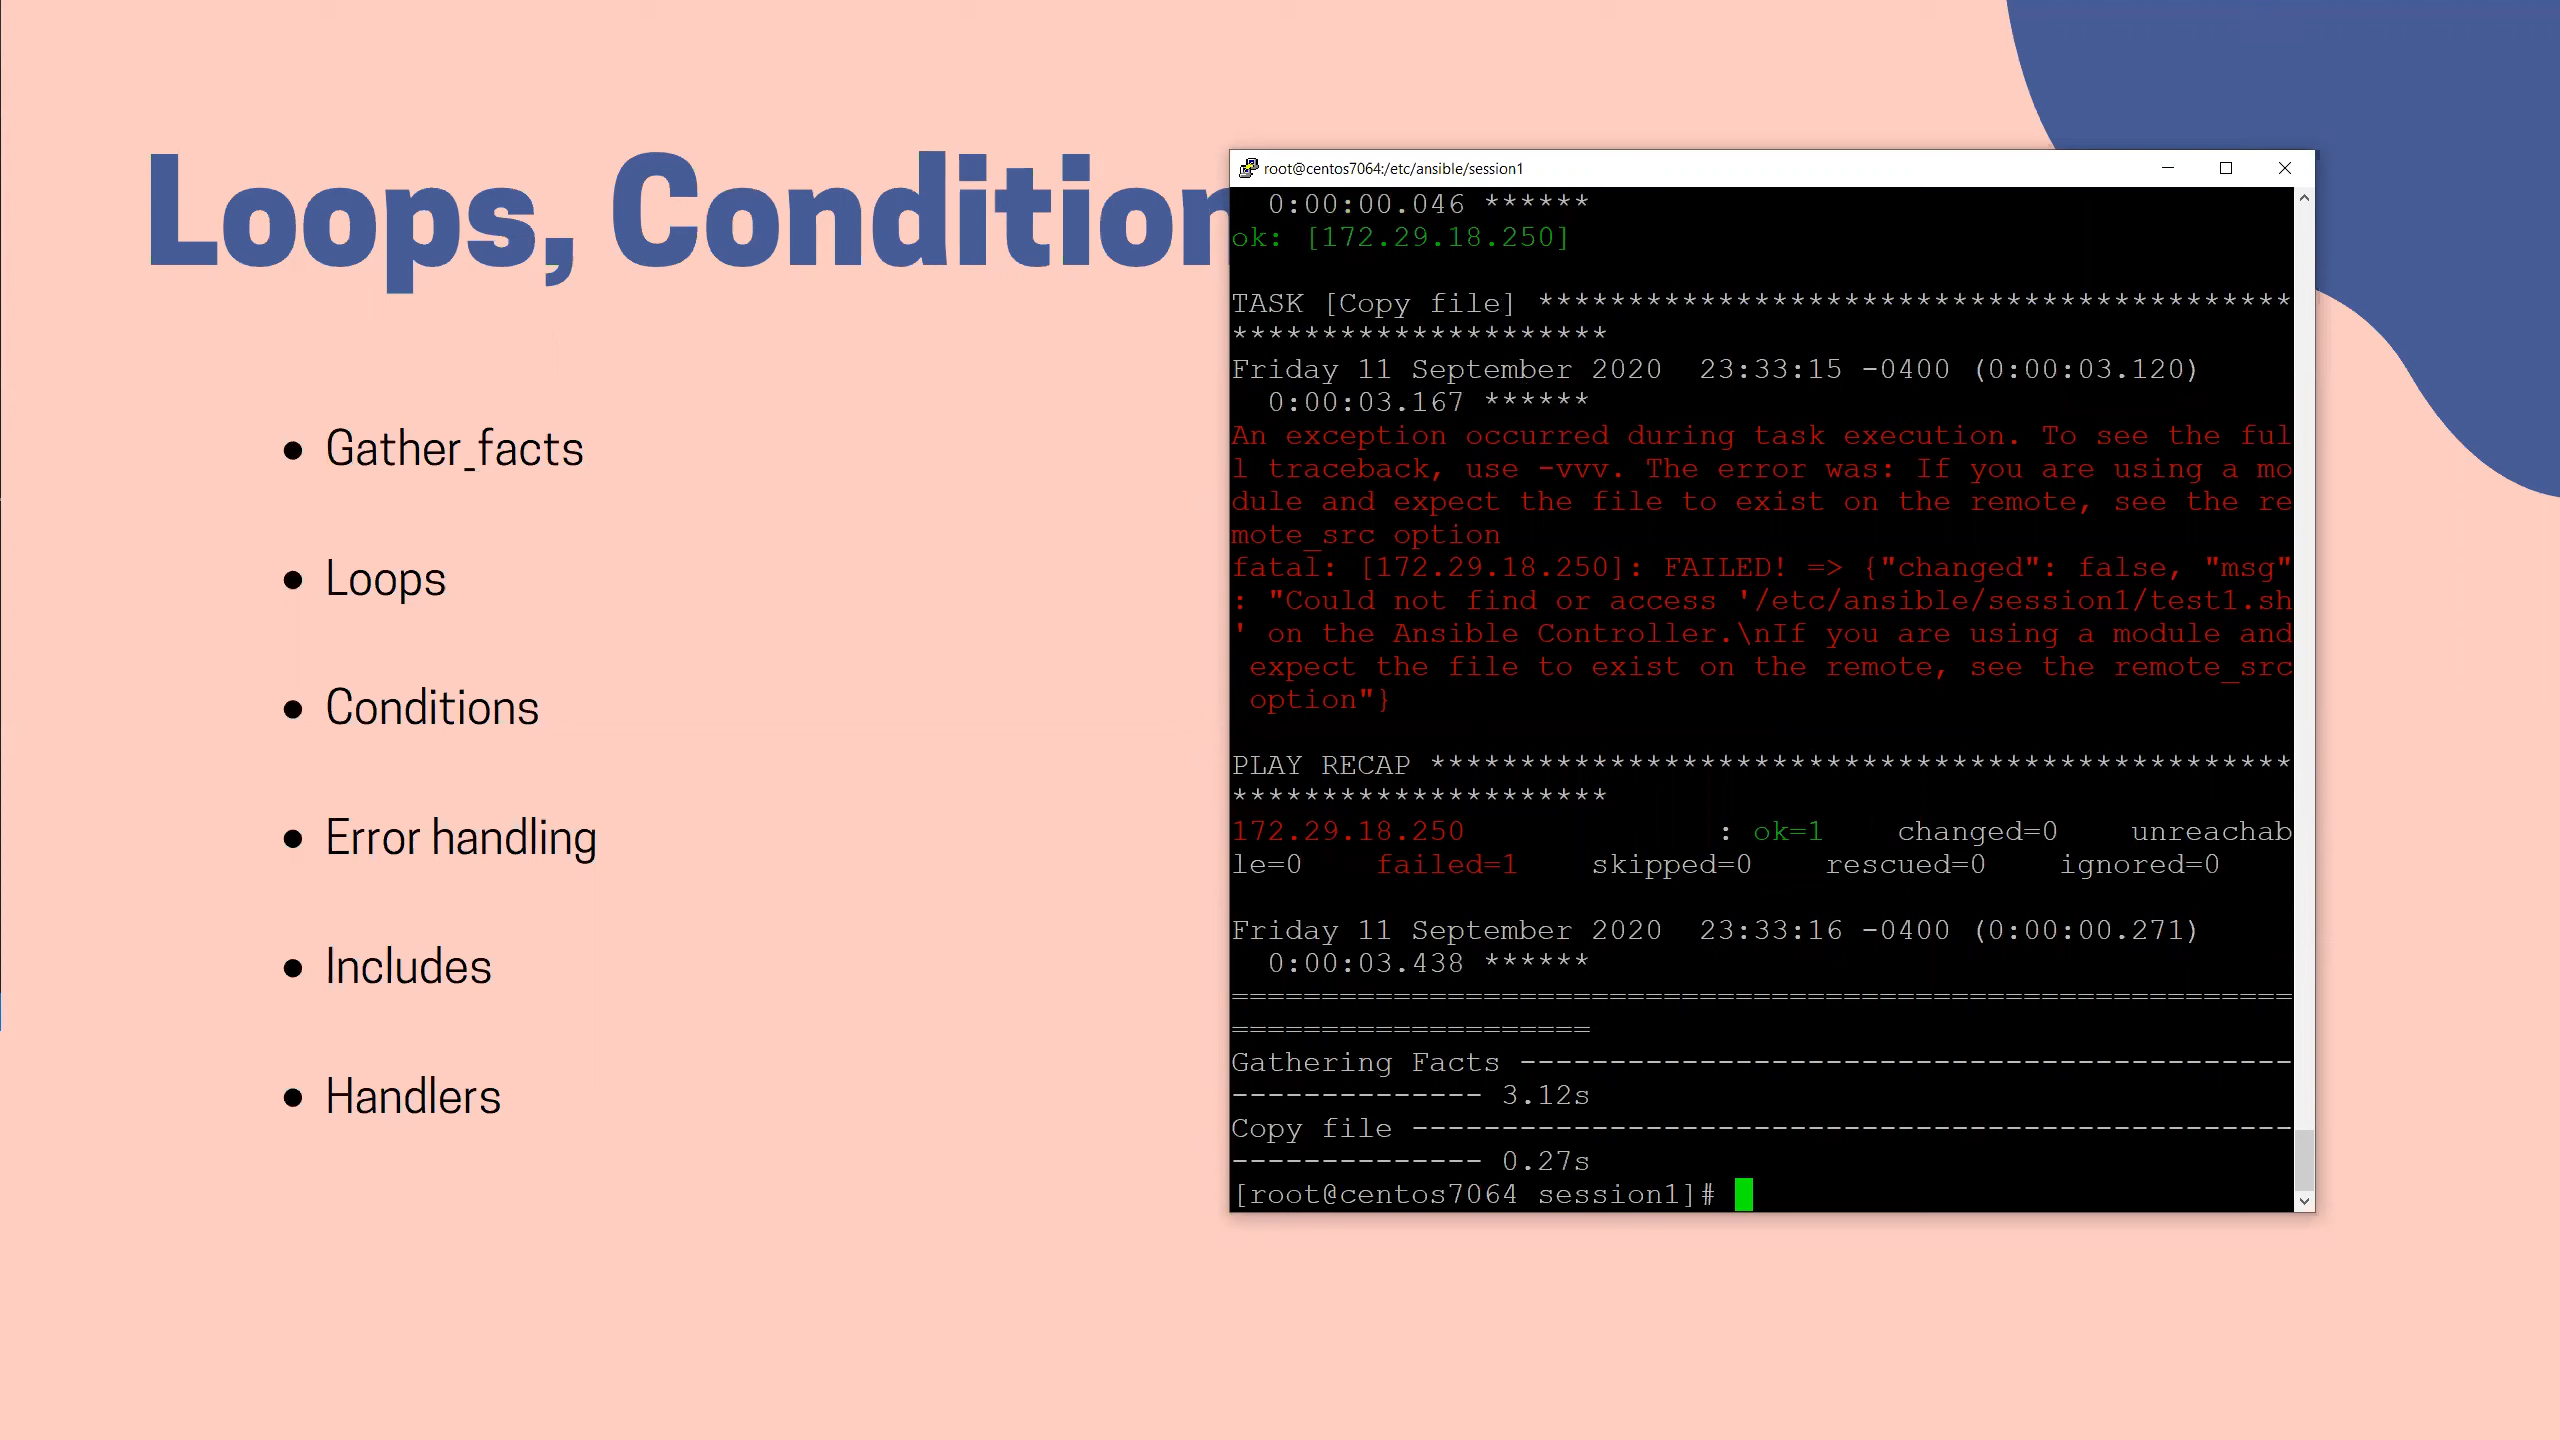 Loops, Condition
Gather_facts
Loops
Conditions
Error handling
Includes
Handlers
root@centos7064:/etc/ansible/session1
0:00:00.046 ******
ok: [172.29.18.250]
TASK [Copy file] ******************************************
*********************
Friday 11 September 2020  23:33:15 -0400 (0:00:03.120)
0:00:03.167 ******
An exception occurred during task execution. To see the ful
l traceback, use -vvv. The error was: If you are using a mo
dule and expect the file to exist on the remote, see the re
mote_src option
fatal: [172.29.18.250]: FAILED! => {"changed": false, "msg"
: "Could not find or access '/etc/ansible/session1/test1.sh
' on the Ansible Controller.\nIf you are using a module and
expect the file to exist on the remote, see the remote_src
option"}
PLAY RECAP ************************************************
*********************
172.29.18.250              : ok=1    changed=0    unreachab
le=0    failed=1    skipped=0    rescued=0    ignored=0
Friday 11 September 2020  23:33:16 -0400 (0:00:00.271)
0:00:03.438 ******
===========================================================
====================
Gathering Facts -------------------------------------------
-------------- 3.12s
Copy file -------------------------------------------------
-------------- 0.27s
[root@centos7064 session1]#